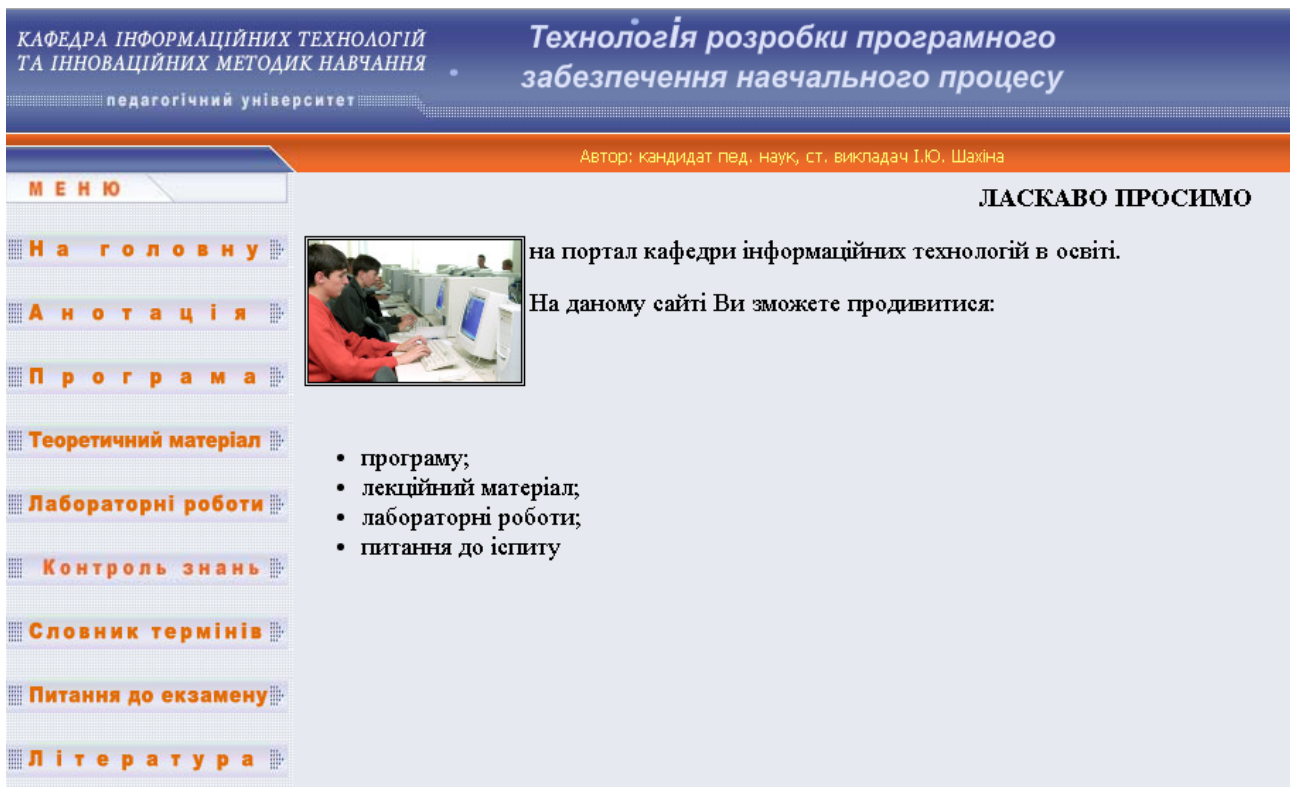 КАФЕДРА ІНФОРМАЦІЙНИХ ТЕХНОЛОГІЙ
ТА ІННОВАЦІЙНИХ МЕТОДИК НАВЧАННЯ
педагогічний університет
ТехнологІя розробки програмного
забезпечення навчального процесу
Автор: кандидат пед. наук, ст. викладач І.Ю. Шахіна
МЕНЮ
На головну
Анотація
Програма
Теоретичний матеріал
Лабораторні роботи
Контроль знань
Словник термінів
Питання до екзамену
Література
ЛАСКАВО ПРОСИМО
на портал кафедри інформаційних технологій в освіті.
На даному сайті Ви зможете продивитися:
• програму;
• лекційний матеріал;
• лабораторні роботи;
• питання до іспиту